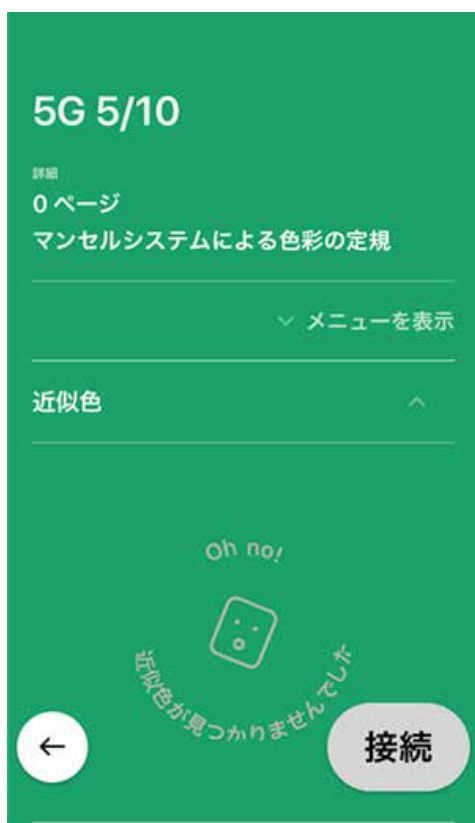 5G 5/10
詳細
0 ページ
マンセルシステムによる色彩の定規
メニューを表示
近似色
Oh no!
近似色が見つかりませんでした
接続